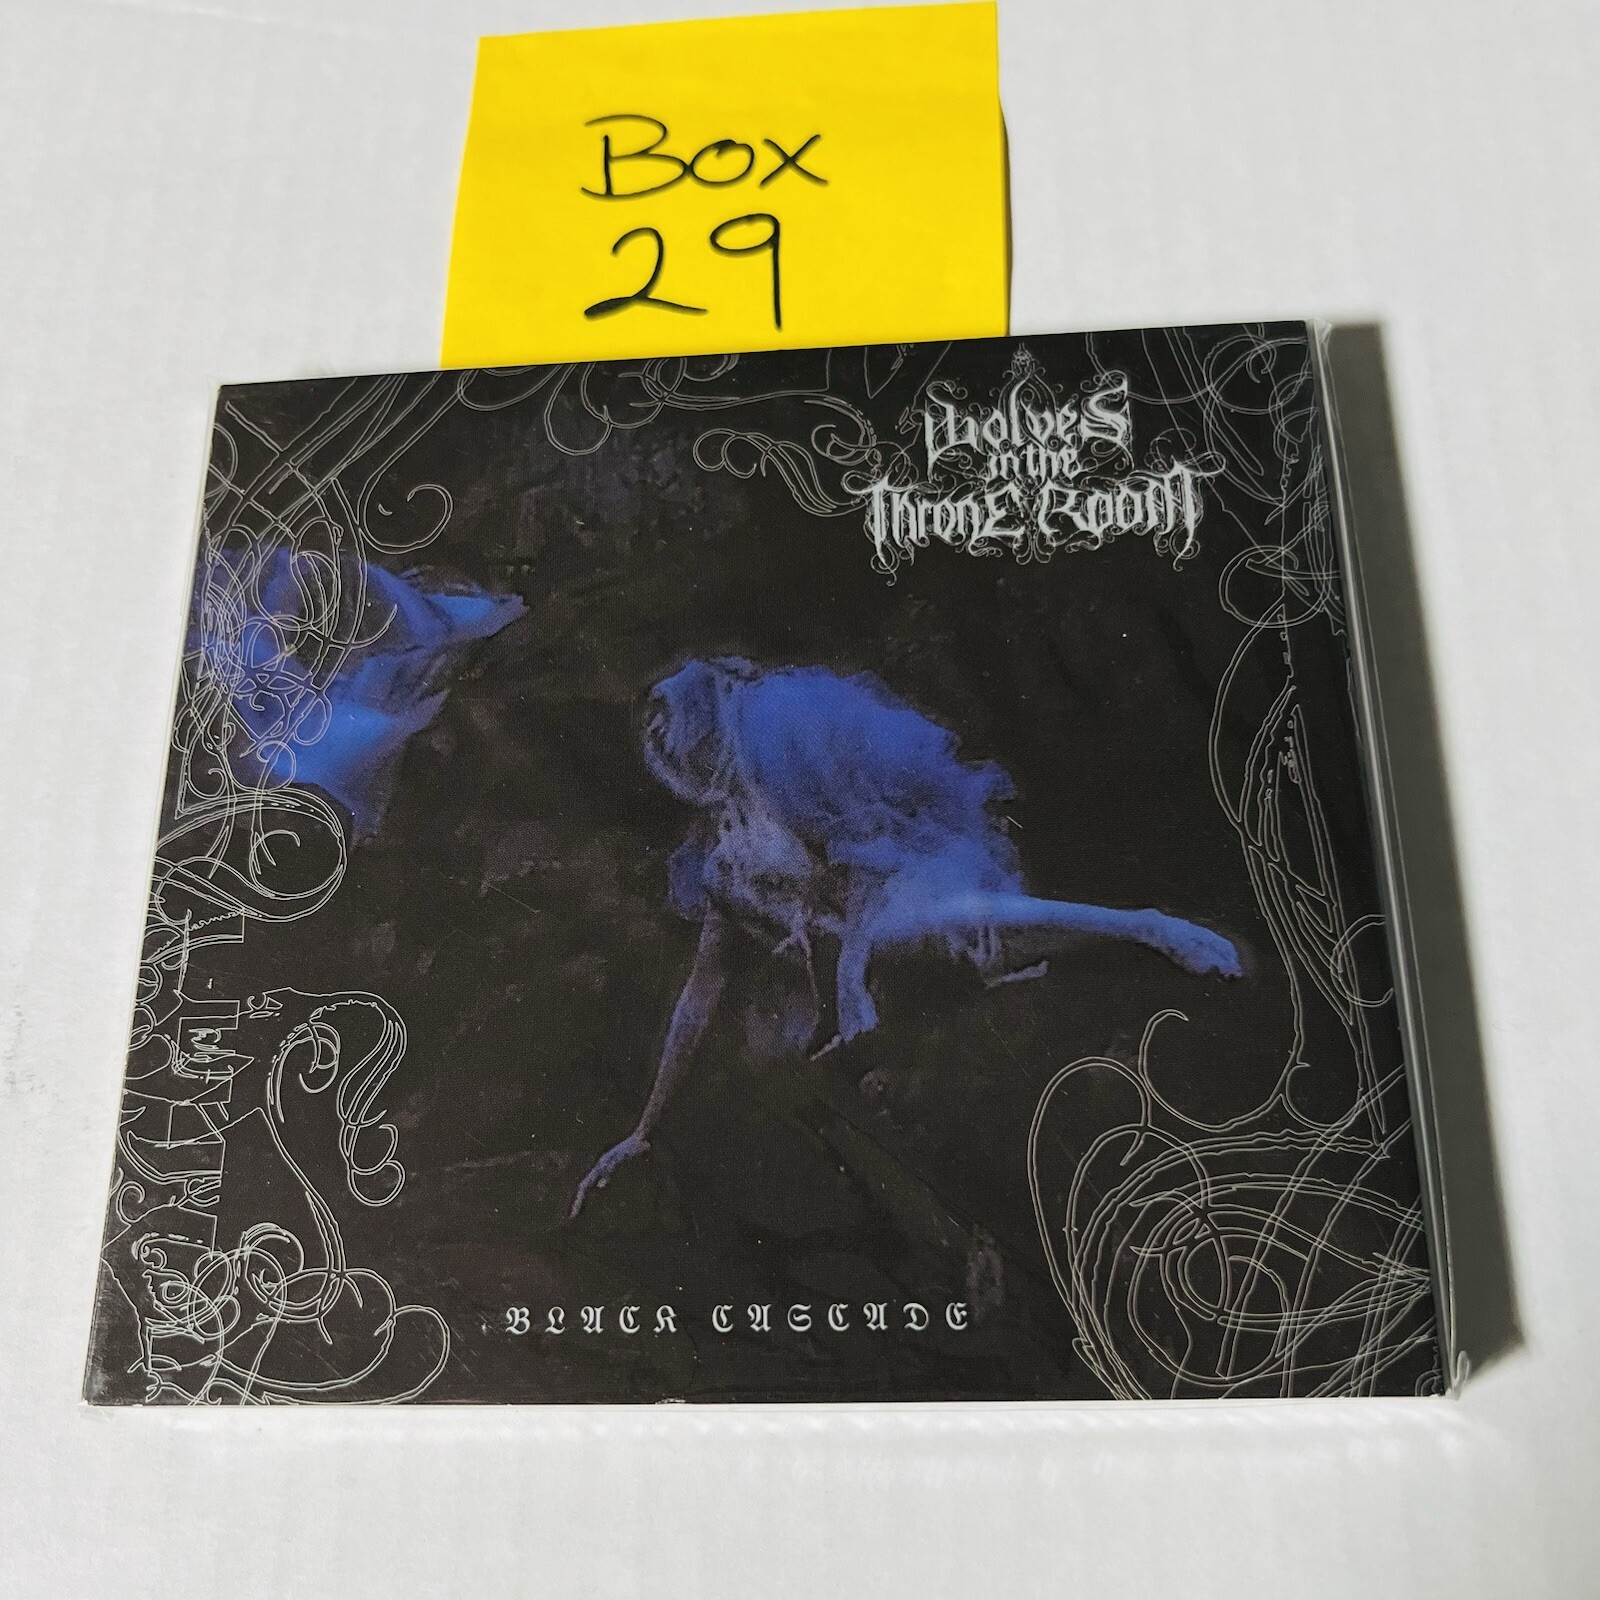 Box
29
Wolves
in the
Throne Room
BLACK CASCADE